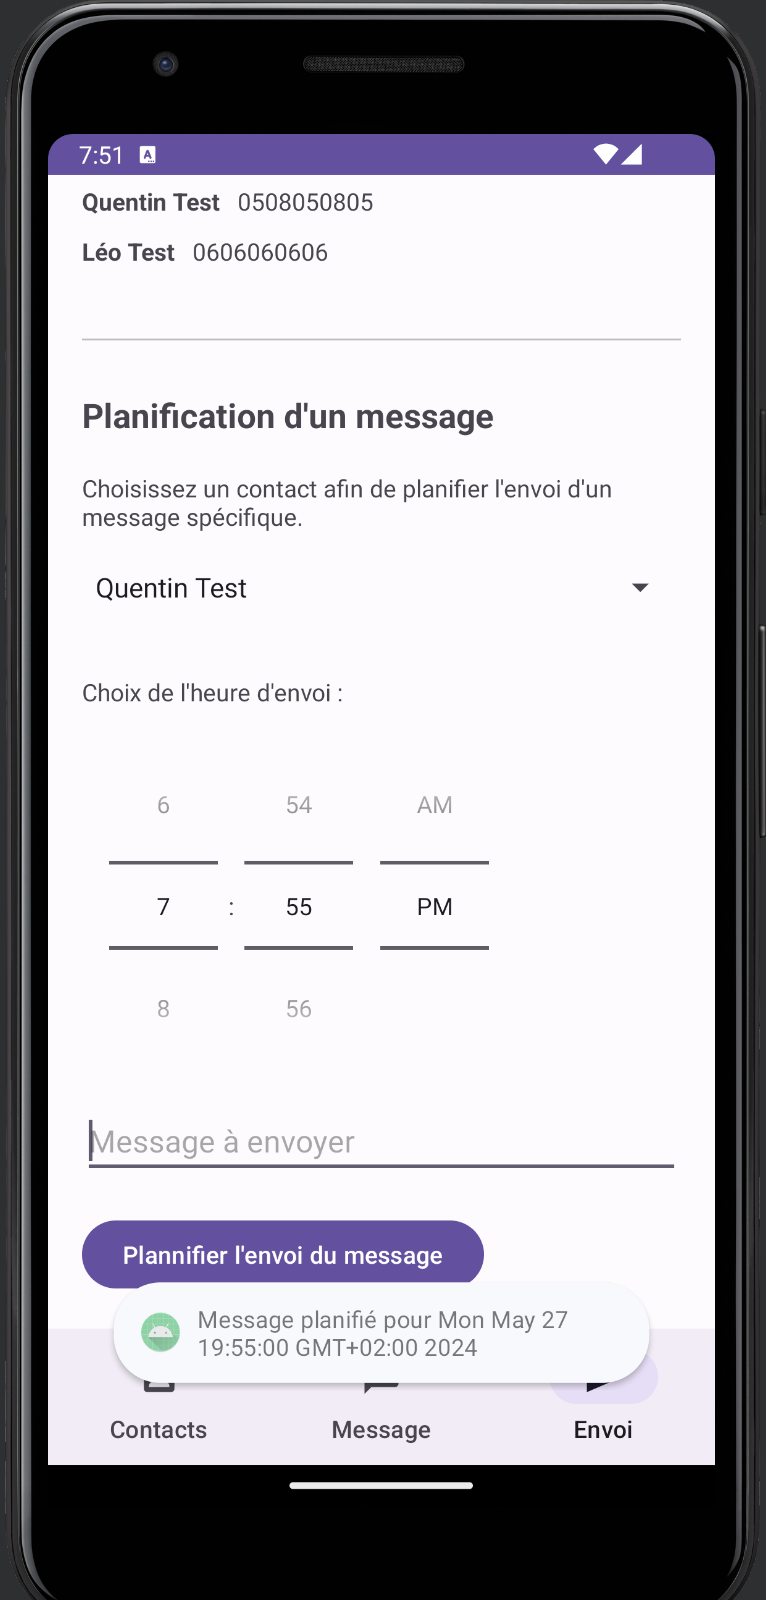 7:51
Quentin Test 0508050805
Léo Test 0606060606
Planification d'un message
Choisissez un contact afin de planifier l'envoi d'un
message spécifique.
Quentin Test
Choix de l'heure d'envoi :
6 54 AM
7 : 55 PM
8 56
Message à envoyer
Plannifier l'envoi du message
Message planifié pour Mon May 27
19:55:00 GMT+02:00 2024
Contacts Message Envoi